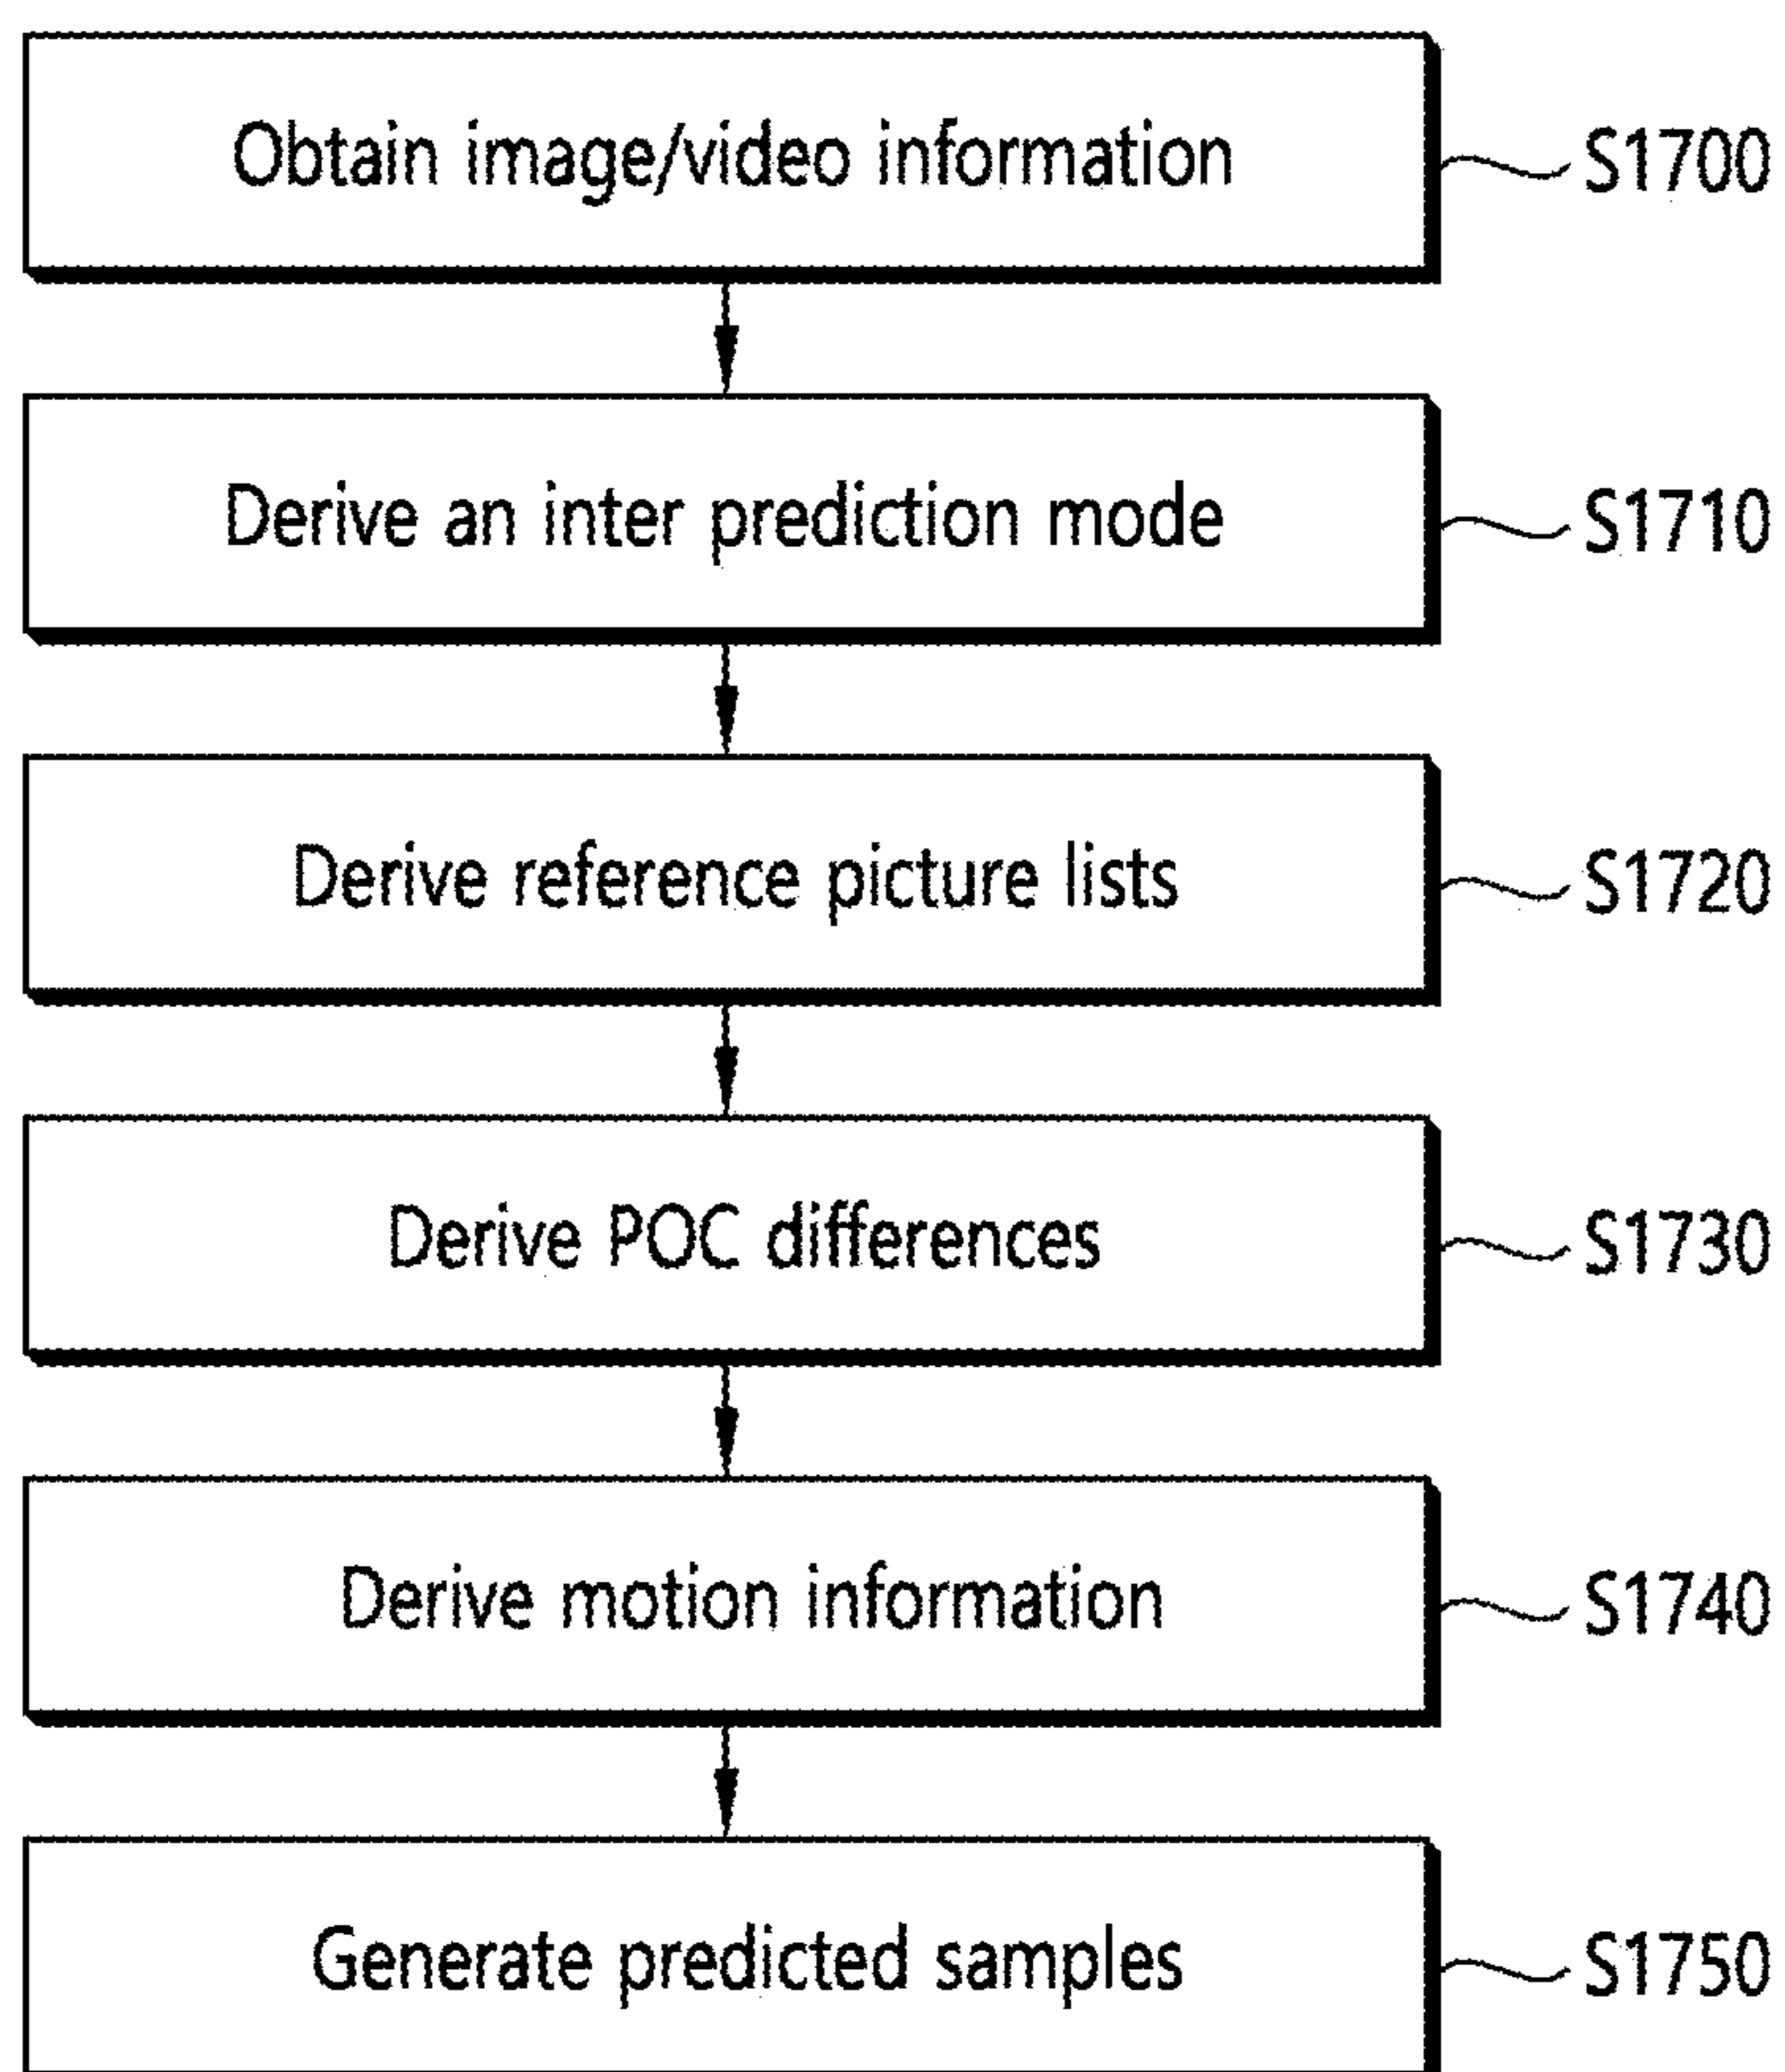 Obtain image/video information S1700
Derive an inter prediction mode S1710
Derive reference picture lists S1720
Derive POC differences S1730
Derive motion information S1740
Generate predicted samples S1750